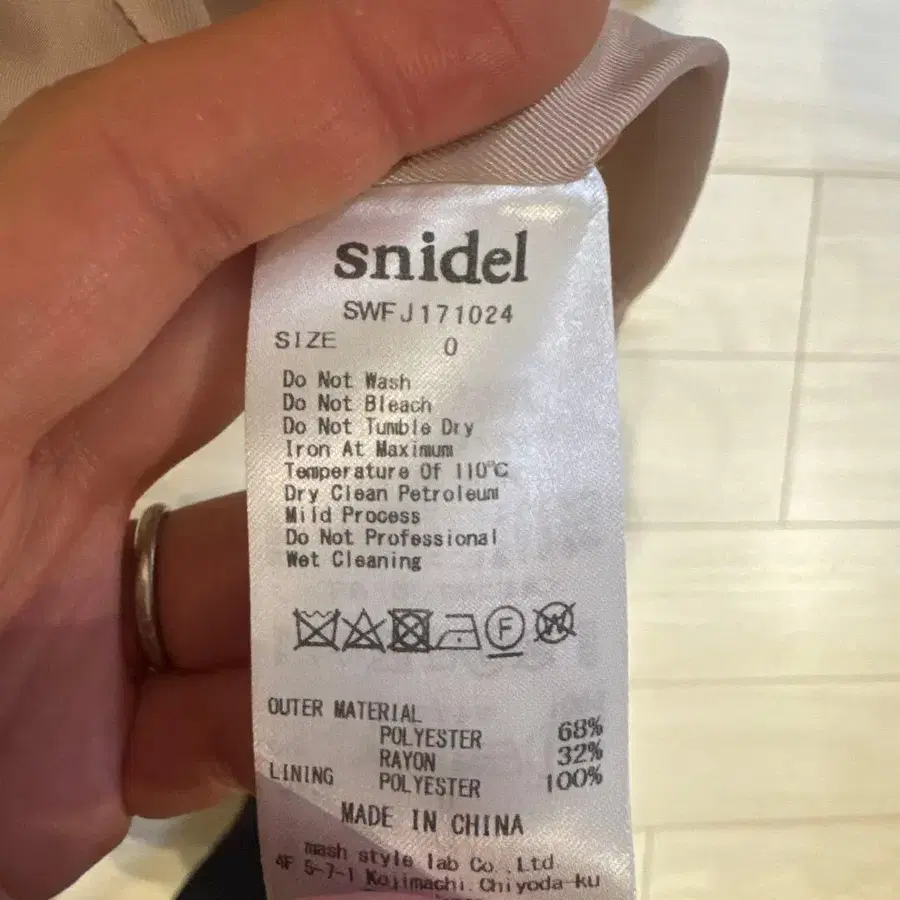 snidel
SWFJ171024
SIZE 0
Do Not Wash
Do Not Bleach
Do Not Tumble Dry
Iron At Maximum
Temperature Of 110℃
Dry Clean Petroleum
Mild Process
Do Not Professional
Wet Cleaning
F W
OUTER MATERIAL
POLYESTER 68%
RAYON 32%
LINING POLYESTER 100%
MADE IN CHINA
mash style lab Co.,Ltd
4F 5-7-1 Kojimachi.Chiyoda-ku